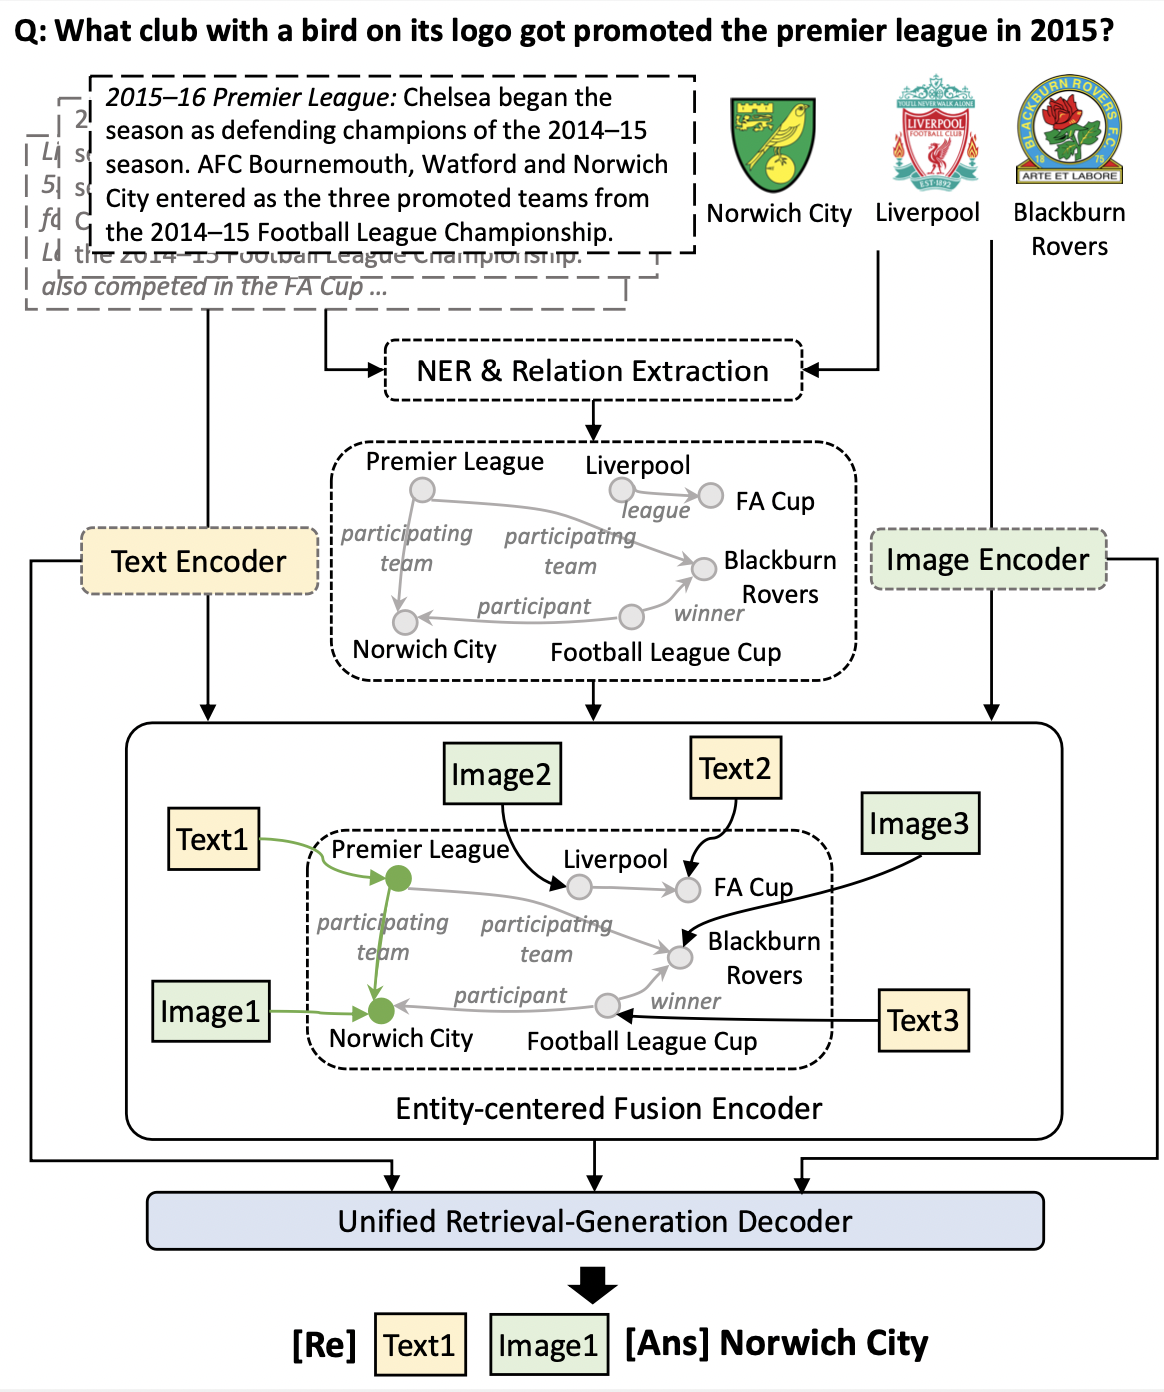 Q: What club with a bird on its logo got promoted the premier league in 2015?
2015–16 Premier League: Chelsea began the
season as defending champions of the 2014–15
season. AFC Bournemouth, Watford and Norwich
City entered as the three promoted teams from
the 2014–15 Football League Championship.
the 2014–15 Football League Championship.
also competed in the FA Cup ...
Norwich City
YOU'LL NEVER WALK ALONE
LIVERPOOL
FOOTBALL CLUB
EST·1892
Liverpool
BLACKBURN ROVERS F.C.
18 75
ARTE ET LABORE
Blackburn
Rovers
NER & Relation Extraction
Premier League
Liverpool
league
FA Cup
participating
team
participating
team
Blackburn
Rovers
participant
winner
Norwich City
Football League Cup
Text Encoder
Image Encoder
Image2
Text2
Text1
Image3
Premier League
Liverpool
FA Cup
participating
team
participating
team
Blackburn
Rovers
participant
winner
Image1
Norwich City
Football League Cup
Text3
Entity-centered Fusion Encoder
Unified Retrieval-Generation Decoder
[Re] Text1 Image1 [Ans] Norwich City